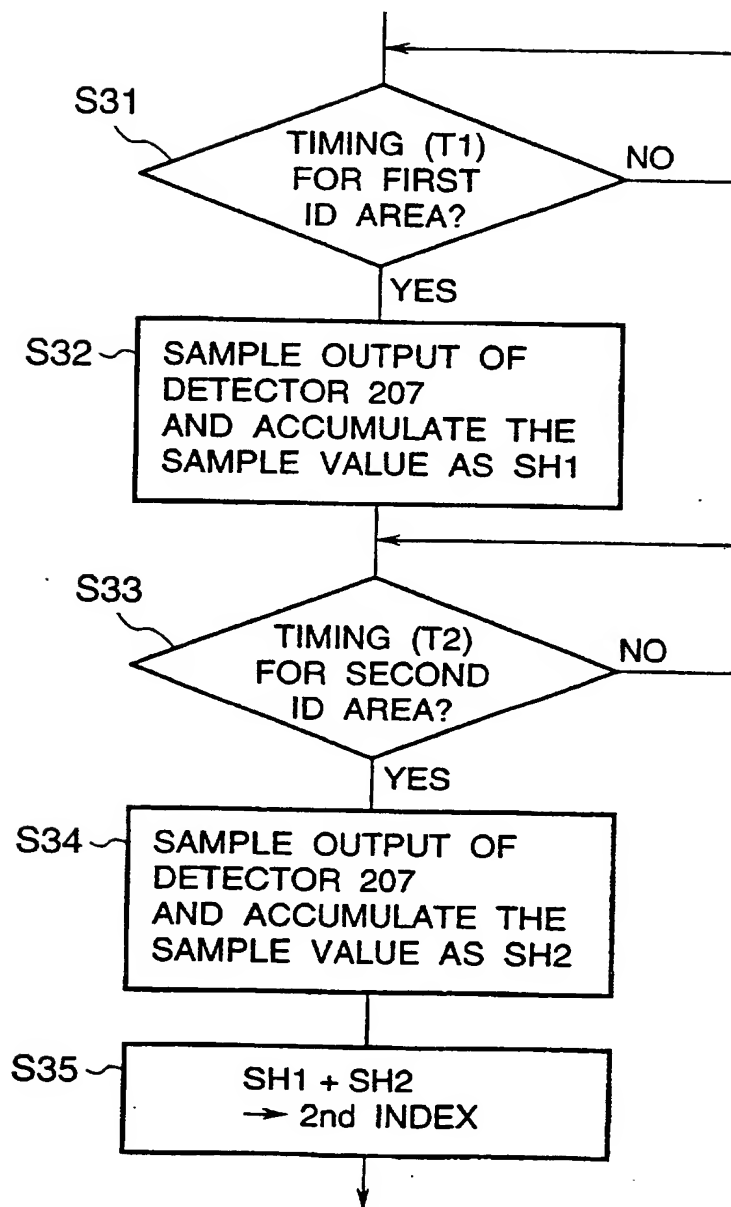 S31
TIMING (T1)
FOR FIRST
ID AREA?
NO
YES
S32
SAMPLE OUTPUT OF
DETECTOR 207
AND ACCUMULATE THE
SAMPLE VALUE AS SH1
S33
TIMING (T2)
FOR SECOND
ID AREA?
NO
YES
S34
SAMPLE OUTPUT OF
DETECTOR 207
AND ACCUMULATE THE
SAMPLE VALUE AS SH2
S35
SH1 + SH2
→ 2nd INDEX